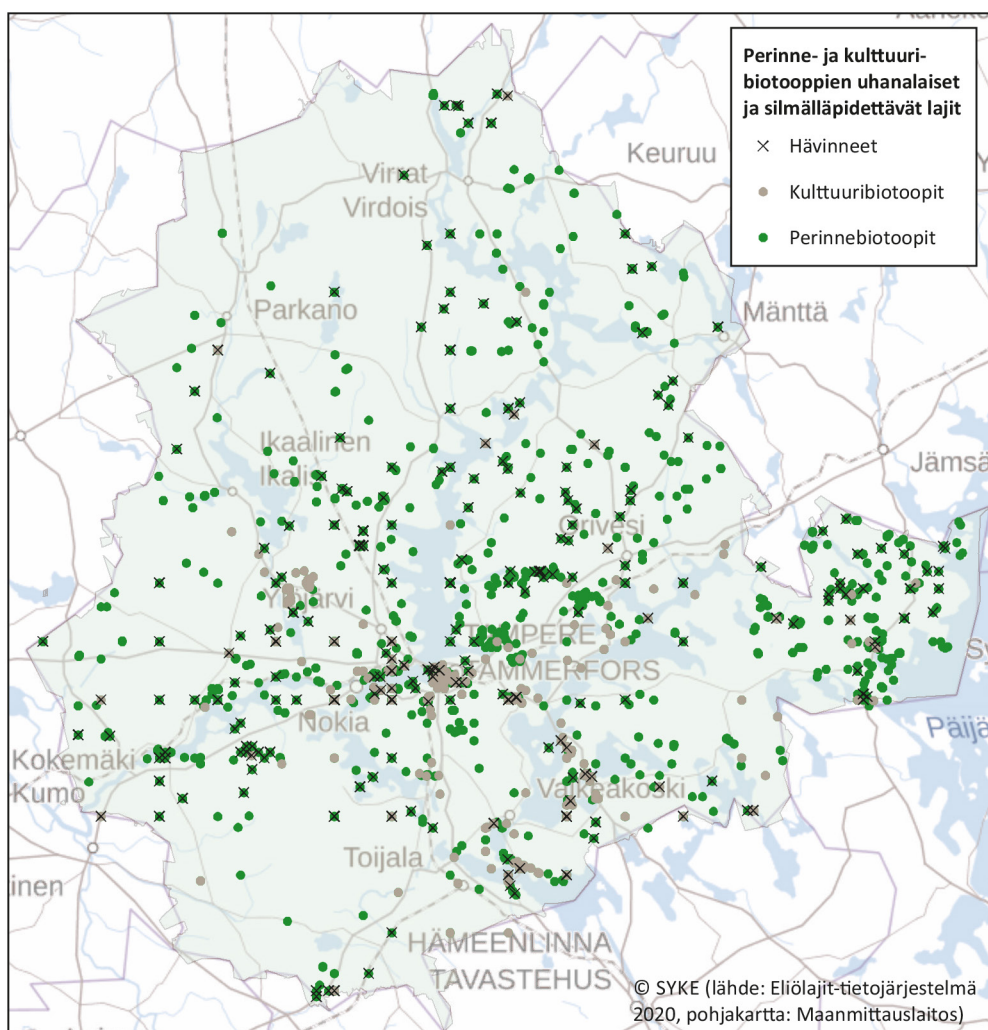 Äänek
Perinne- ja kulttuuri-
biotooppien uhanalaiset
ja silmälläpidettävät lajit
Hävinneet
Kulttuuribiotoopit
Perinnebiotoopit
Keuruu
Virrat
Virdois
Parkano
Mänttä
Ikaalinen
Ikalis
Jämsä
Orivesi
Ylöjärvi
TAMPERE
TAMMERFORS
Nokia
Päijä
Kokemäki
Kumo
Valkeakoski
Toijala
inen
HÄMEENLINNA
TAVASTEHUS
© SYKE (lähde: Eliölajit-tietojärjestelmä
2020, pohjakartta: Maanmittauslaitos)